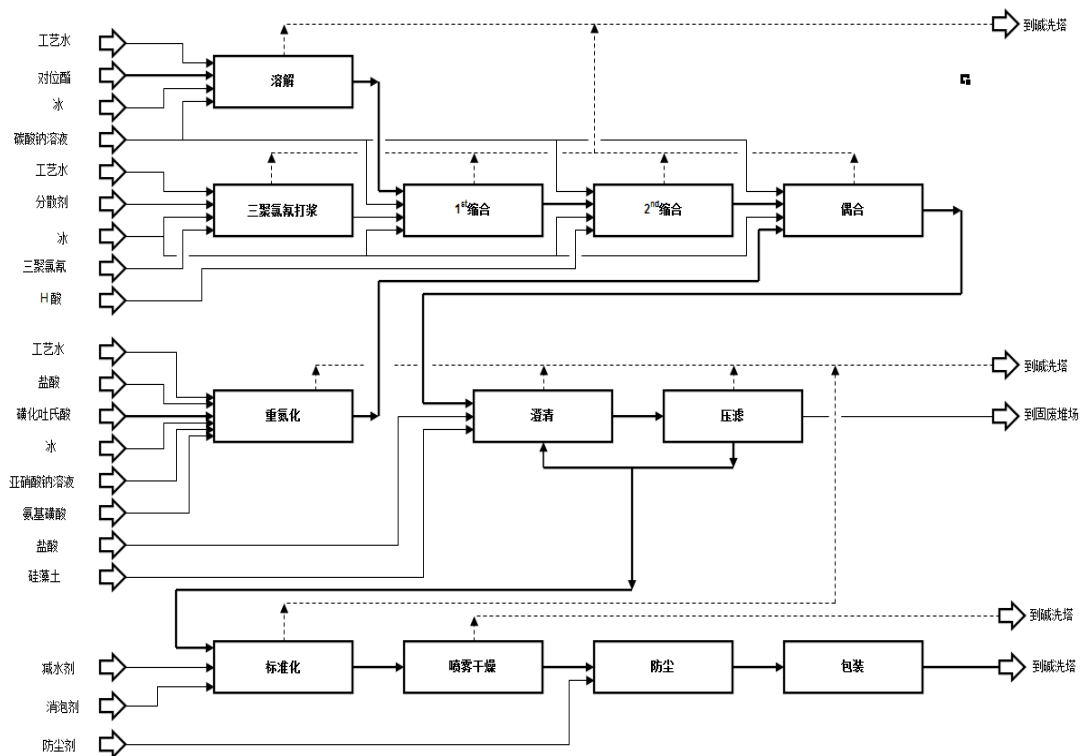 到碱洗塔
工艺水
对位酯
溶解
冰
碳酸钠溶液
工艺水
分散剂
三聚氯氰打浆
1st缩合
2nd缩合
偶合
冰
三聚氯氰
H酸
工艺水
到碱洗塔
盐酸
磺化吐氏酸
重氮化
澄清
压滤
到固废堆场
冰
亚硝酸钠溶液
氨基磺酸
盐酸
硅藻土
到碱洗塔
减水剂
标准化
喷雾干燥
防尘
包装
到碱洗塔
消泡剂
防尘剂